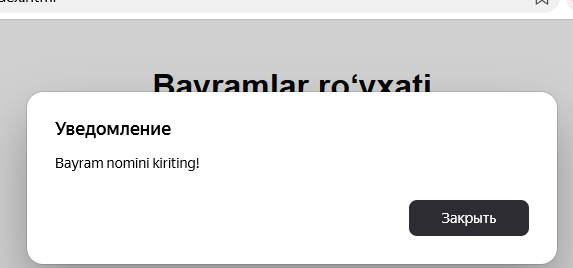 Bayramlar ro‘yxati
Уведомление
Bayram nomini kiriting!
Закрыть